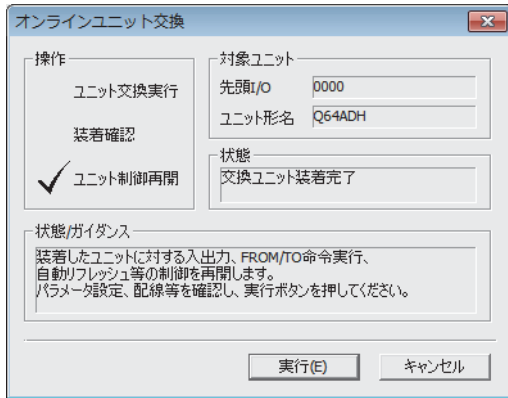 オンラインユニット交換
操作
ユニット交換実行
装着確認
ユニット制御再開
対象ユニット
先頭I/O 0000
ユニット形名 Q64ADH
状態
交換ユニット装着完了
状態/ガイダンス
装着したユニットに対する入出力、FROM/TO命令実行、
自動リフレッシュ等の制御を再開します。
パラメータ設定、配線等を確認し、実行ボタンを押してください。
実行(E) キャンセル